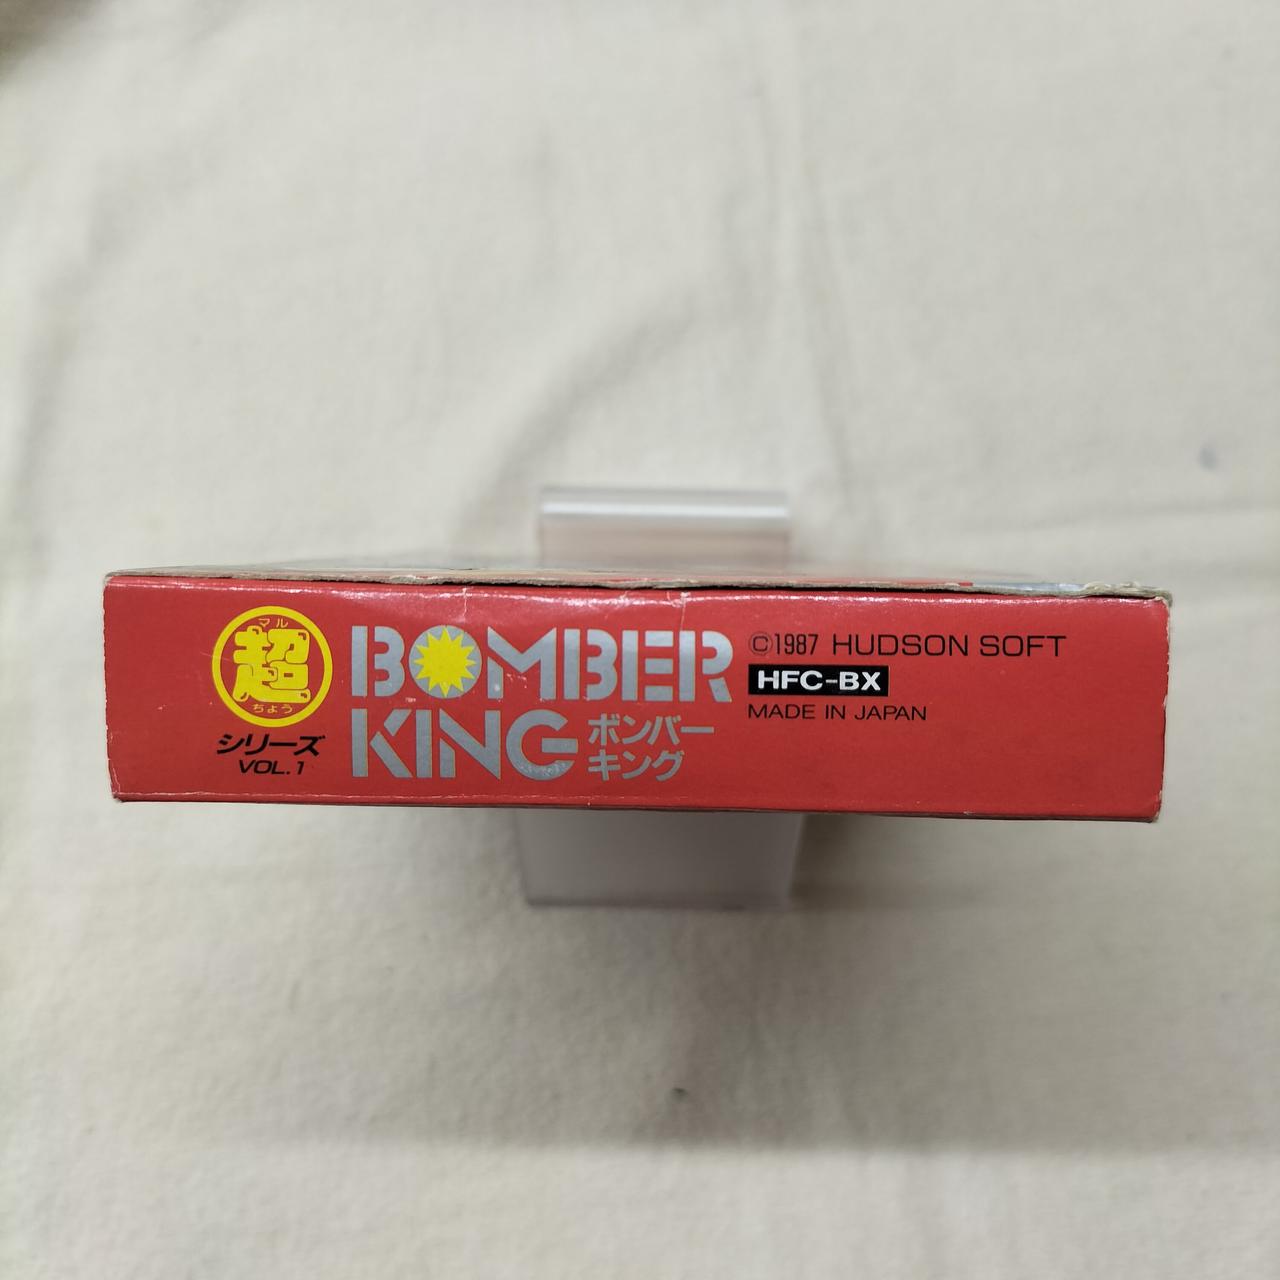 マル
超
ちょう
シリーズ
VOL.1
BOMBER
KING
ボンバー
キング
©1987 HUDSON SOFT
HFC-BX
MADE IN JAPAN